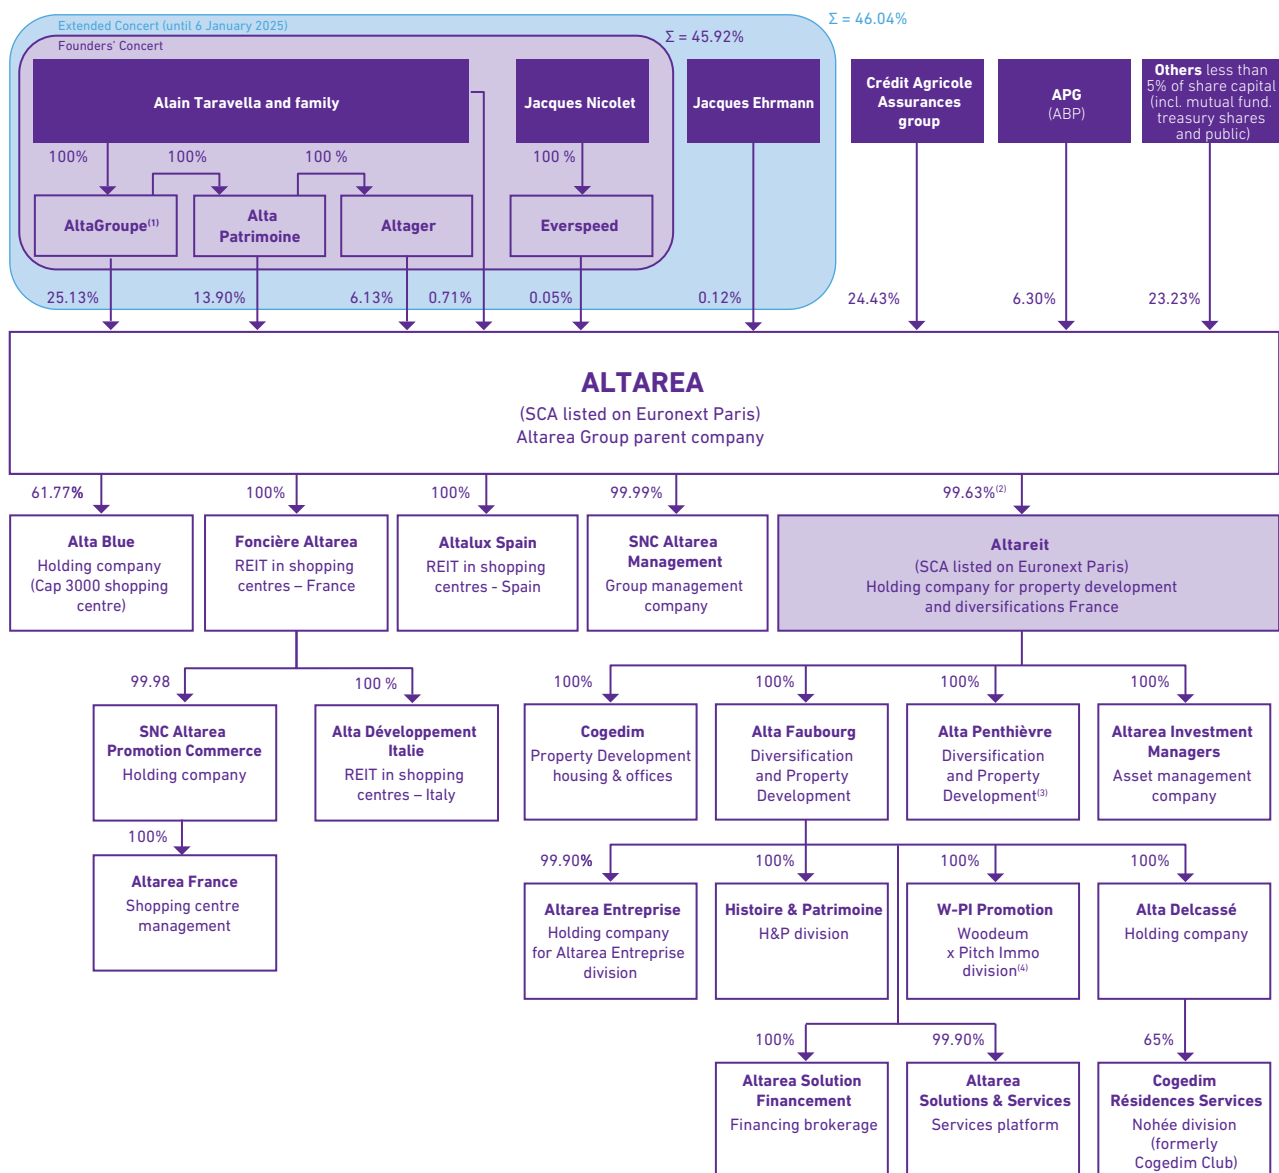 Extended Concert (until 6 January 2025)
Σ = 46.04%
Founders' Concert
Σ = 45.92%
Alain Taravella and family
Jacques Nicolet
Jacques Ehrmann
Crédit Agricole
Assurances
group
APG
(ABP)
Others less than
5% of share capital
(incl. mutual fund.
treasury shares
and public)
100%
100%
100 %
100 %
AltaGroupe(1)
Alta
Patrimoine
Altager
Everspeed
25.13%
13.90%
6.13%
0.71%
0.05%
0.12%
24.43%
6.30%
23.23%
ALTAREA
(SCA listed on Euronext Paris)
Altarea Group parent company
61.77%
100%
100%
99.99%
99.63%(2)
Alta Blue
Holding company
(Cap 3000 shopping
centre)
Foncière Altarea
REIT in shopping
centres – France
Altalux Spain
REIT in shopping
centres - Spain
SNC Altarea
Management
Group management
company
Altareit
(SCA listed on Euronext Paris)
Holding company for property development
and diversifications France
99.98
100 %
100%
100%
100%
100%
SNC Altarea
Promotion Commerce
Holding company
Alta Développement
Italie
REIT in shopping
centres – Italy
Cogedim
Property Development
housing & offices
Alta Faubourg
Diversification
and Property
Development
Alta Penthièvre
Diversification
and Property
Development(3)
Altarea Investment
Managers
Asset management
company
100%
99.90%
100%
100%
100%
Altarea France
Shopping centre
management
Altarea Entreprise
Holding company
for Altarea Entreprise
division
Histoire & Patrimoine
H&P division
W-PI Promotion
Woodeum
x Pitch Immo
division(4)
Alta Delcassé
Holding company
100%
99.90%
65%
Altarea Solution
Financement
Financing brokerage
Altarea
Solutions & Services
Services platform
Cogedim
Résidences Services
Nohée division
(formerly
Cogedim Club)